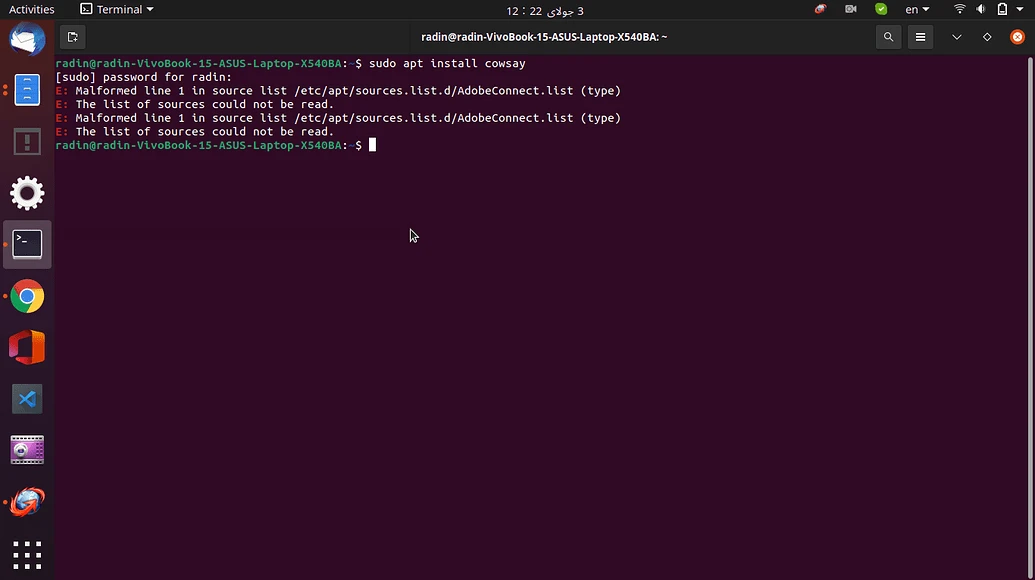 Activities Terminal 12 : 22 جولای 3 en
radin@radin-VivoBook-15-ASUS-Laptop-X540BA: ~
radin@radin-VivoBook-15-ASUS-Laptop-X540BA:~$ sudo apt install cowsay
[sudo] password for radin:
E: Malformed line 1 in source list /etc/apt/sources.list.d/AdobeConnect.list (type)
E: The list of sources could not be read.
E: Malformed line 1 in source list /etc/apt/sources.list.d/AdobeConnect.list (type)
E: The list of sources could not be read.
radin@radin-VivoBook-15-ASUS-Laptop-X540BA:~$